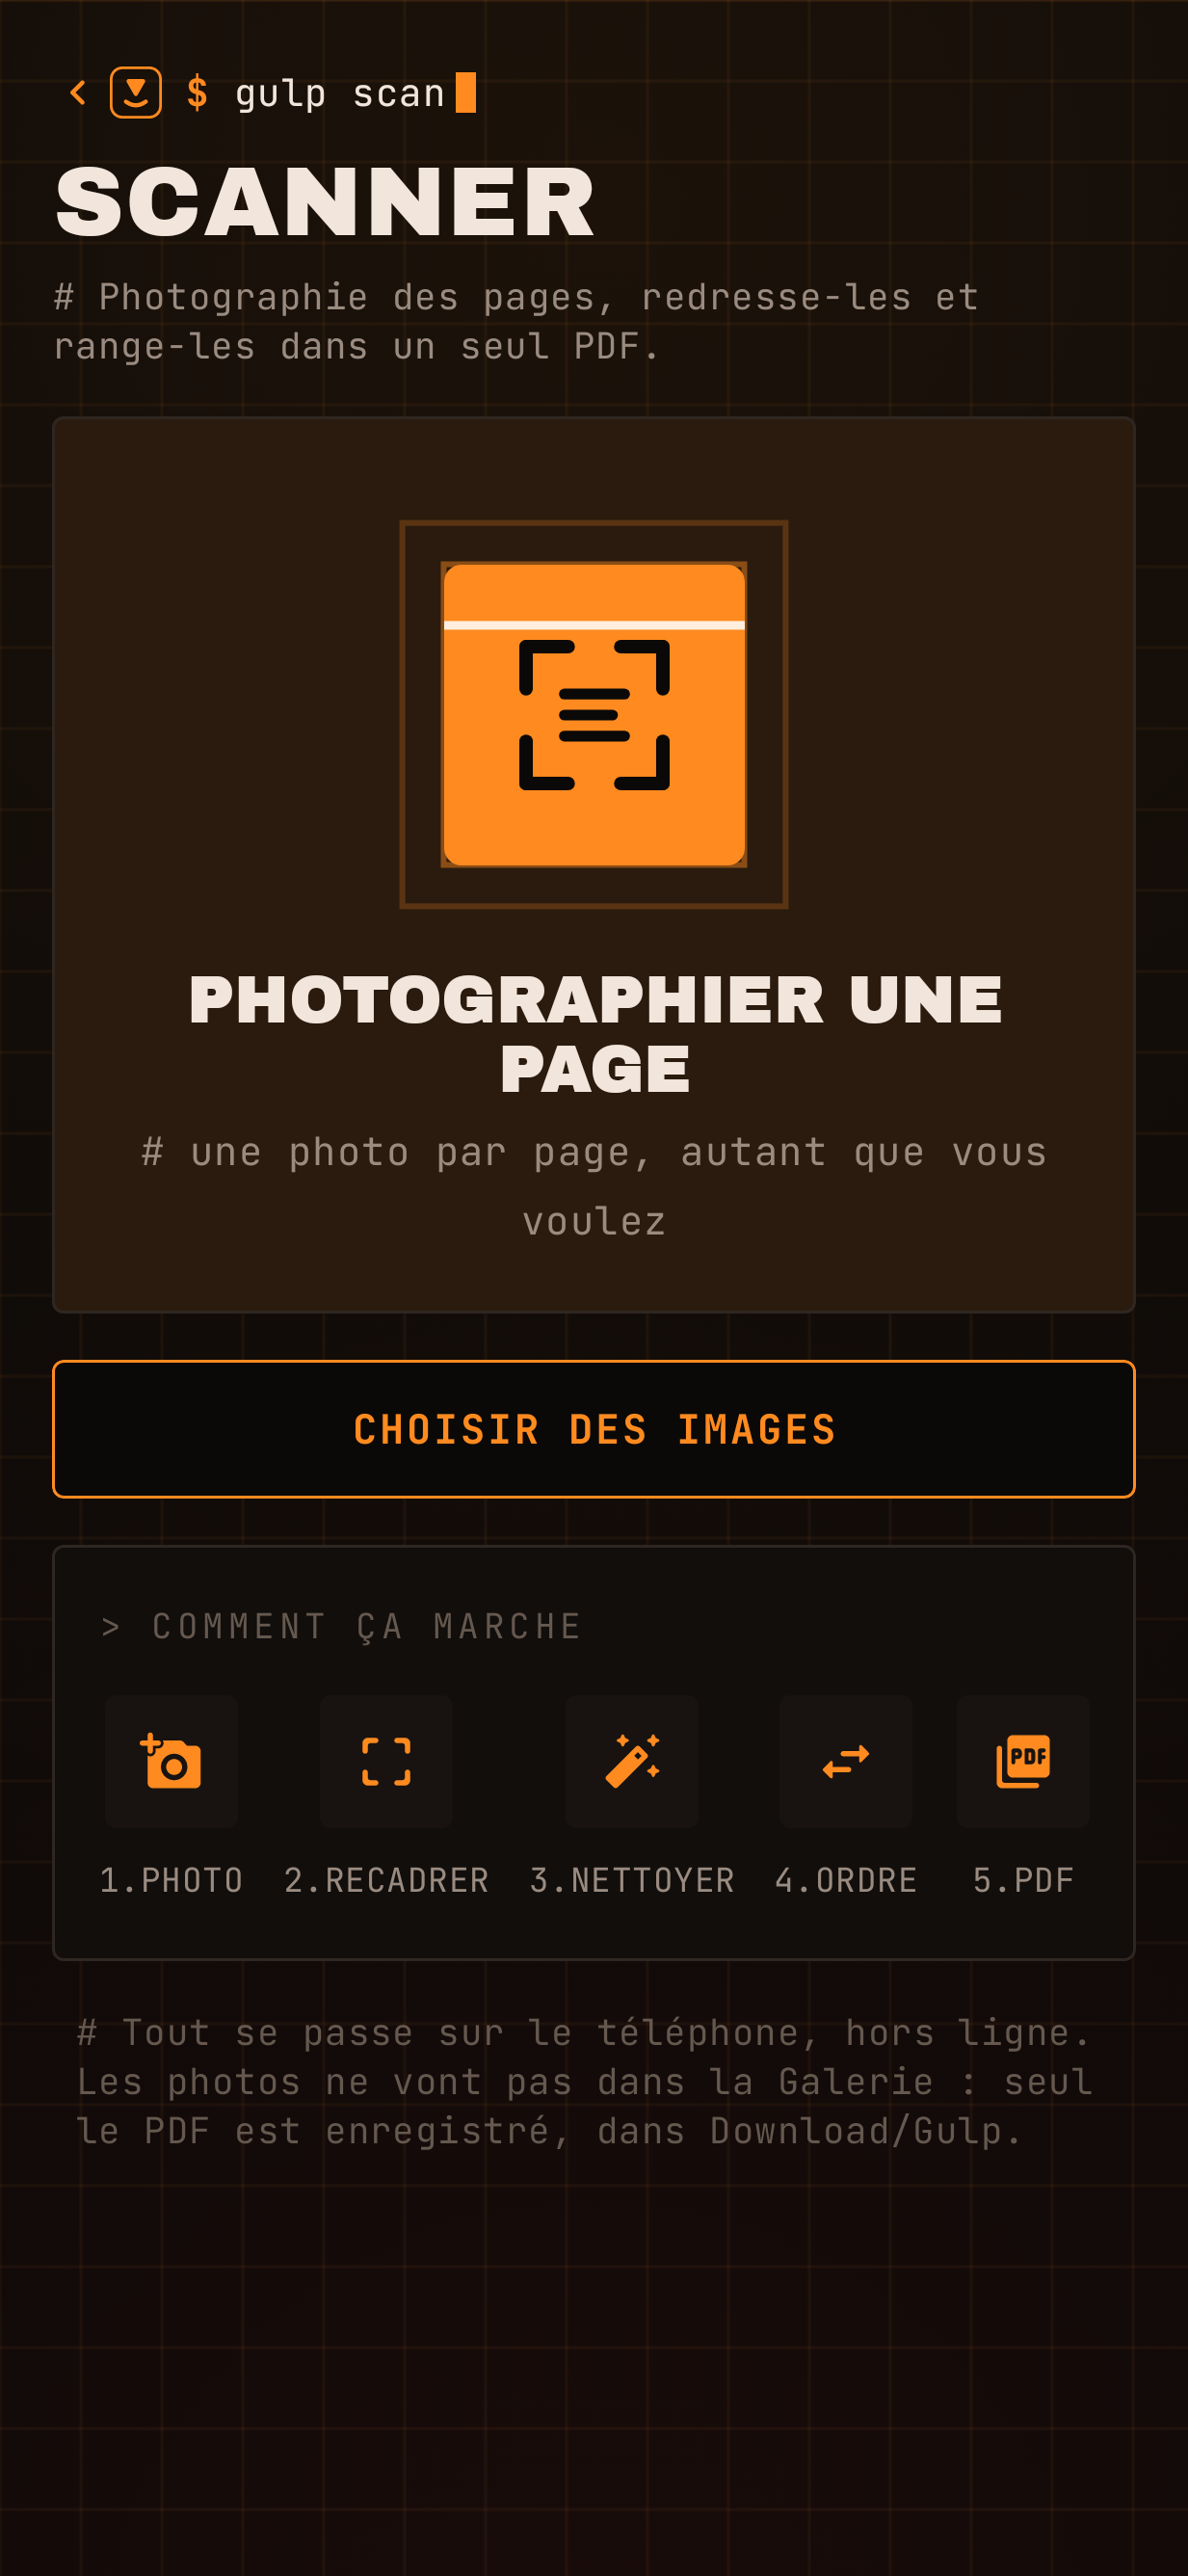 $ gulp scan
SCANNER
# Photographie des pages, redresse-les et
range-les dans un seul PDF.
PHOTOGRAPHIER UNE
PAGE
# une photo par page, autant que vous
voulez
CHOISIR DES IMAGES
> COMMENT ÇA MARCHE
PDF
1.PHOTO 2.RECADRER 3.NETTOYER 4.ORDRE 5.PDF
# Tout se passe sur le téléphone, hors ligne.
Les photos ne vont pas dans la Galerie : seul
le PDF est enregistré, dans Download/Gulp.